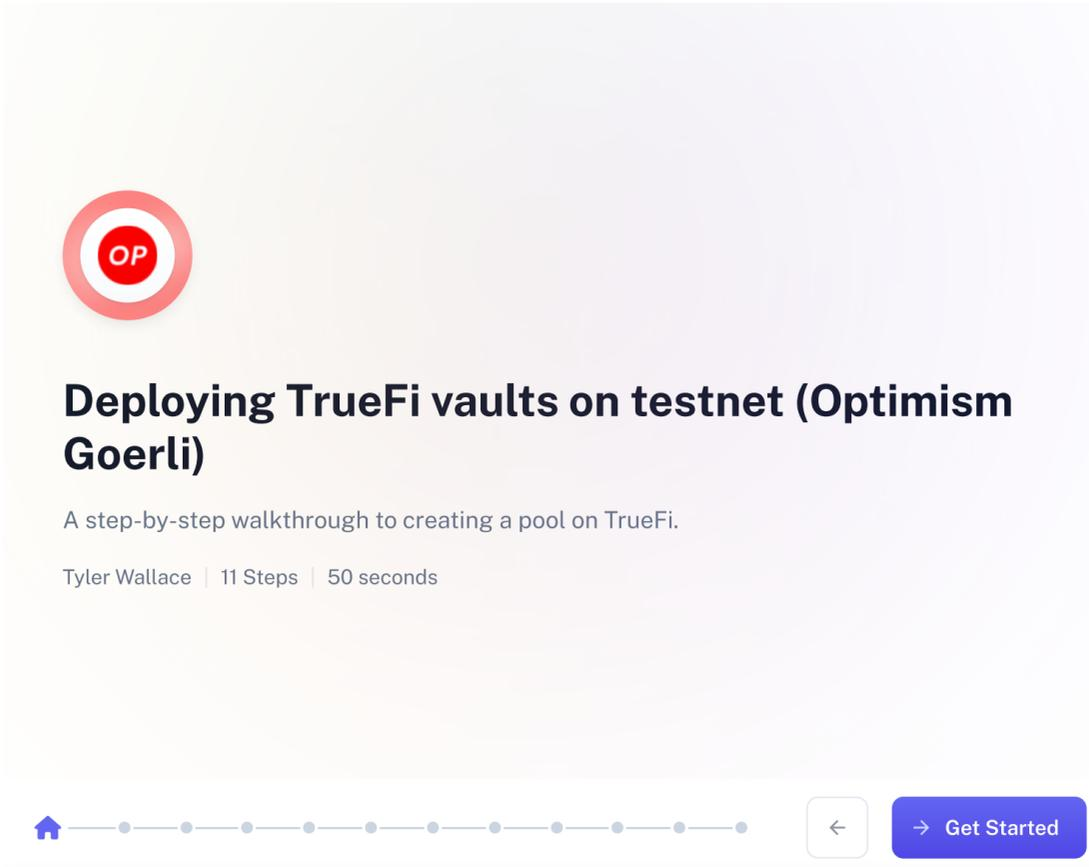 OP
Deploying TrueFi vaults on testnet (Optimism
Goerli)
A step-by-step walkthrough to creating a pool on TrueFi.
Tyler Wallace | 11 Steps | 50 seconds
Get Started